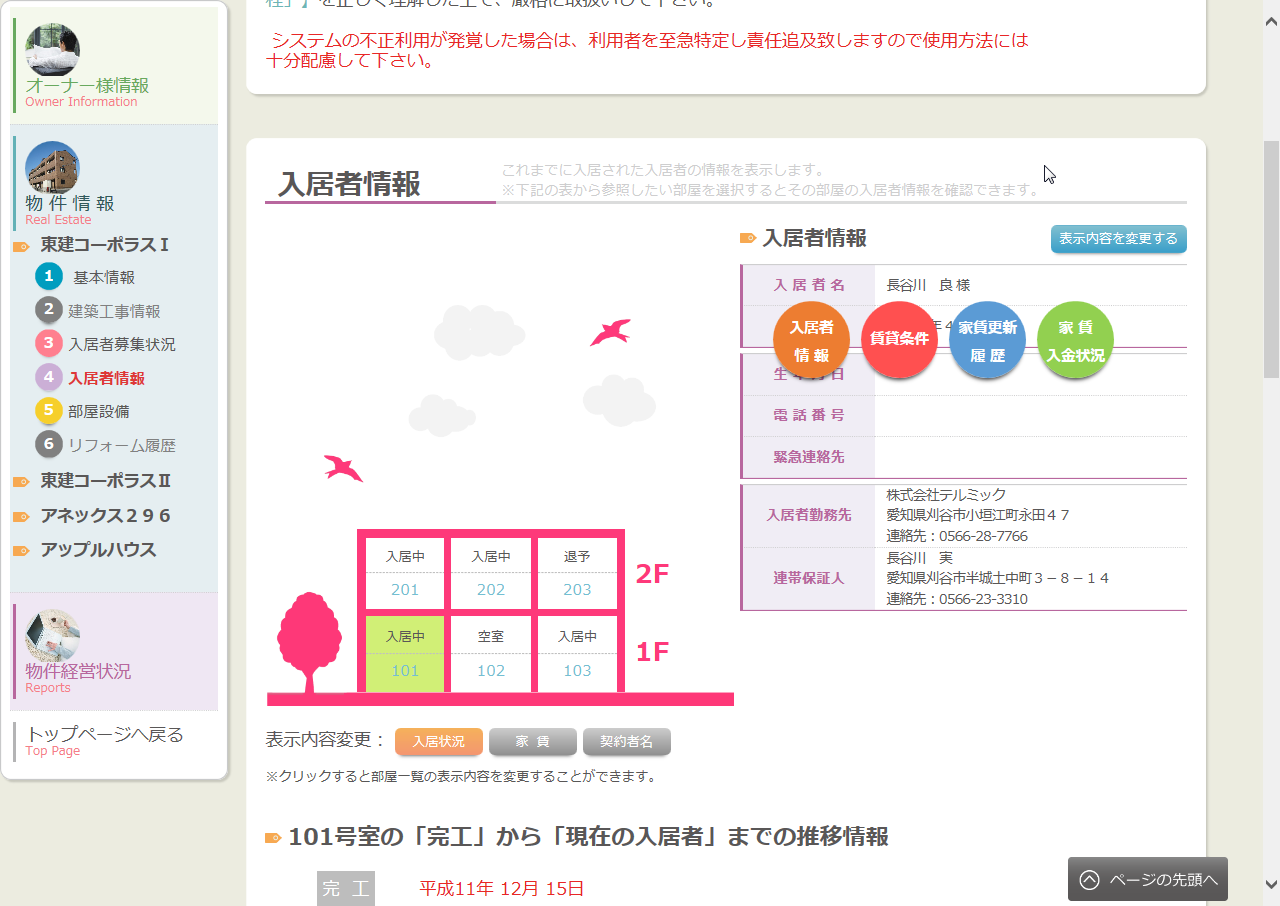 オーナー様情報
Owner Information
物 件 情 報
Real Estate
東建コーポラスⅠ
1 基本情報
2 建築工事情報
3 入居者募集状況
4 入居者情報
5 部屋設備
6 リフォーム履歴
東建コーポラスⅡ
アネックス２９６
アップルハウス
物件経営状況
Reports
トップページへ戻る
Top Page
を正しく理解した上で、厳格に取扱いして下さい。
システムの不正利用が発覚した場合は、利用者を至急特定し責任追及致しますので使用方法には
十分配慮して下さい。
入居者情報
これまでに入居された入居者の情報を表示します。
※下記の表から参照したい部屋を選択するとその部屋の入居者情報を確認できます。
入居者情報
表示内容を変更する
入 居 者 名
長谷川　良 様
入居者
情 報
賃貸条件
家賃更新
履 歴
家 賃
入金状況
電 話 番 号
緊急連絡先
入居者勤務先
株式会社テルミック
愛知県刈谷市小垣江町永田４７
連絡先：0566-28-7766
連帯保証人
長谷川　実
愛知県刈谷市半城土中町３－８－１４
連絡先：0566-23-3310
入居中
201
入居中
202
退予
203
2F
入居中
101
空室
102
入居中
103
1F
表示内容変更：
入居状況
家 賃
契約者名
※クリックすると部屋一覧の表示内容を変更することができます。
101号室の「完工」から「現在の入居者」までの推移情報
完 工
平成11年 12月 15日
ページの先頭へ